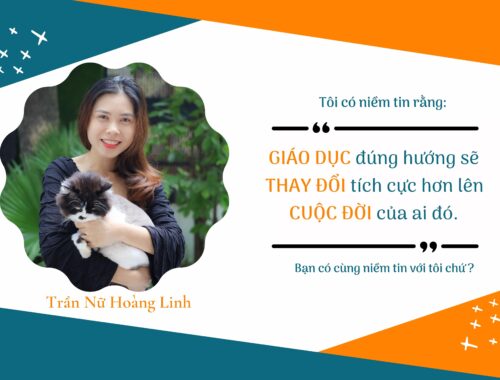 Tôi có niềm tin rằng:
“
GIÁO DỤC đúng hướng sẽ
THAY ĐỔI tích cực hơn lên
CUỘC ĐỜI của ai đó.
”
Bạn có cùng niềm tin với tôi chứ?
Trần Nữ Hoàng Linh